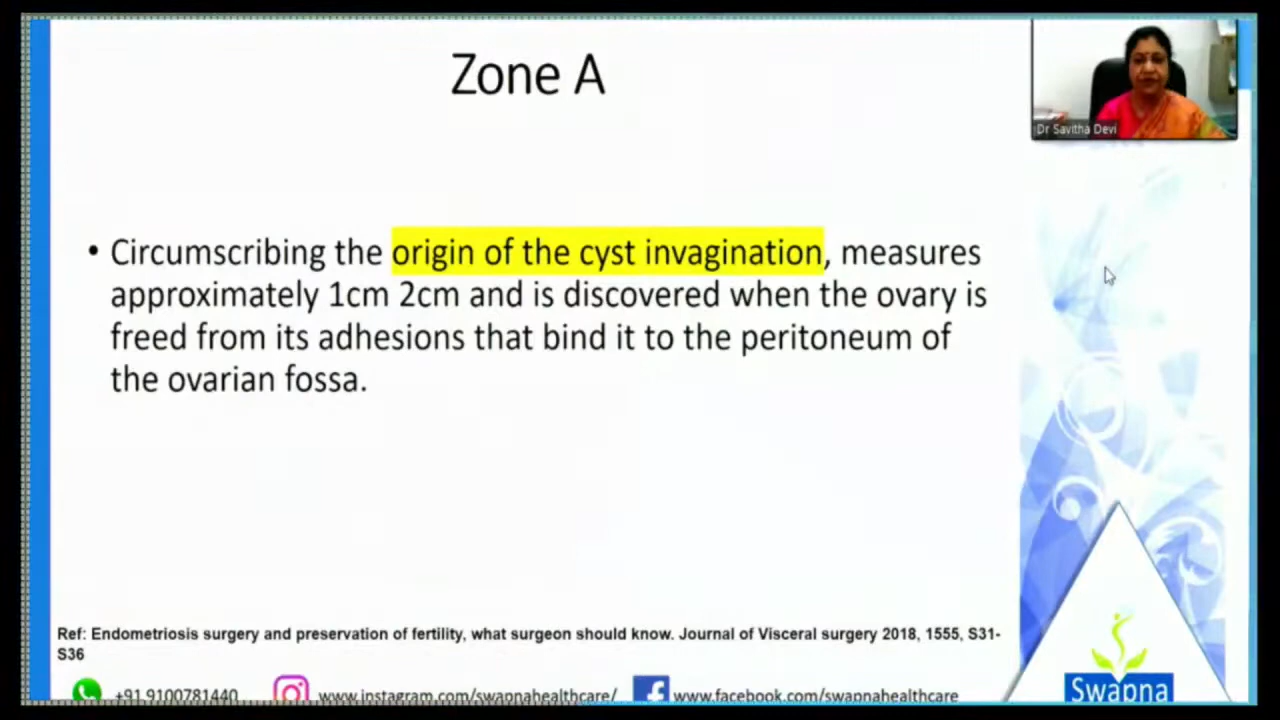 Zone A
Dr Savitha Devi
• Circumscribing the origin of the cyst invagination, measures
approximately 1cm 2cm and is discovered when the ovary is
freed from its adhesions that bind it to the peritoneum of
the ovarian fossa.
Ref: Endometriosis surgery and preservation of fertility, what surgeon should know. Journal of Visceral surgery 2018, 1555, S31-
S36
+91 9100781440 www.instagram.com/swapnahealthcare/ www.facebook.com/swapnahealthcare
Swapna